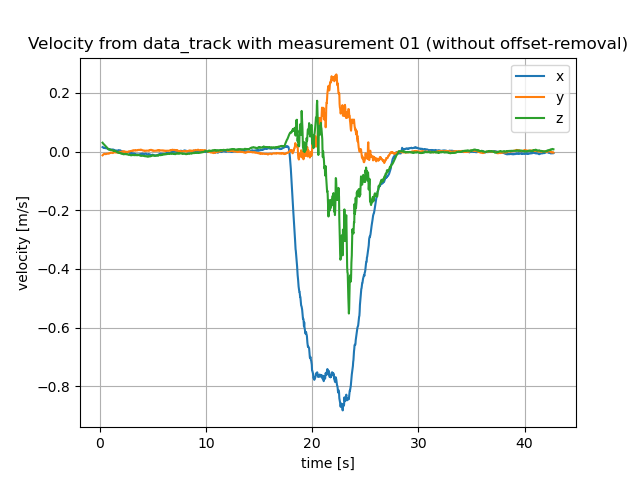 Velocity from data_track with measurement 01 (without offset-removal)
x
y
z
0.2
0.0
−0.2
−0.4
−0.6
−0.8
velocity [m/s]
0 10 20 30 40
time [s]